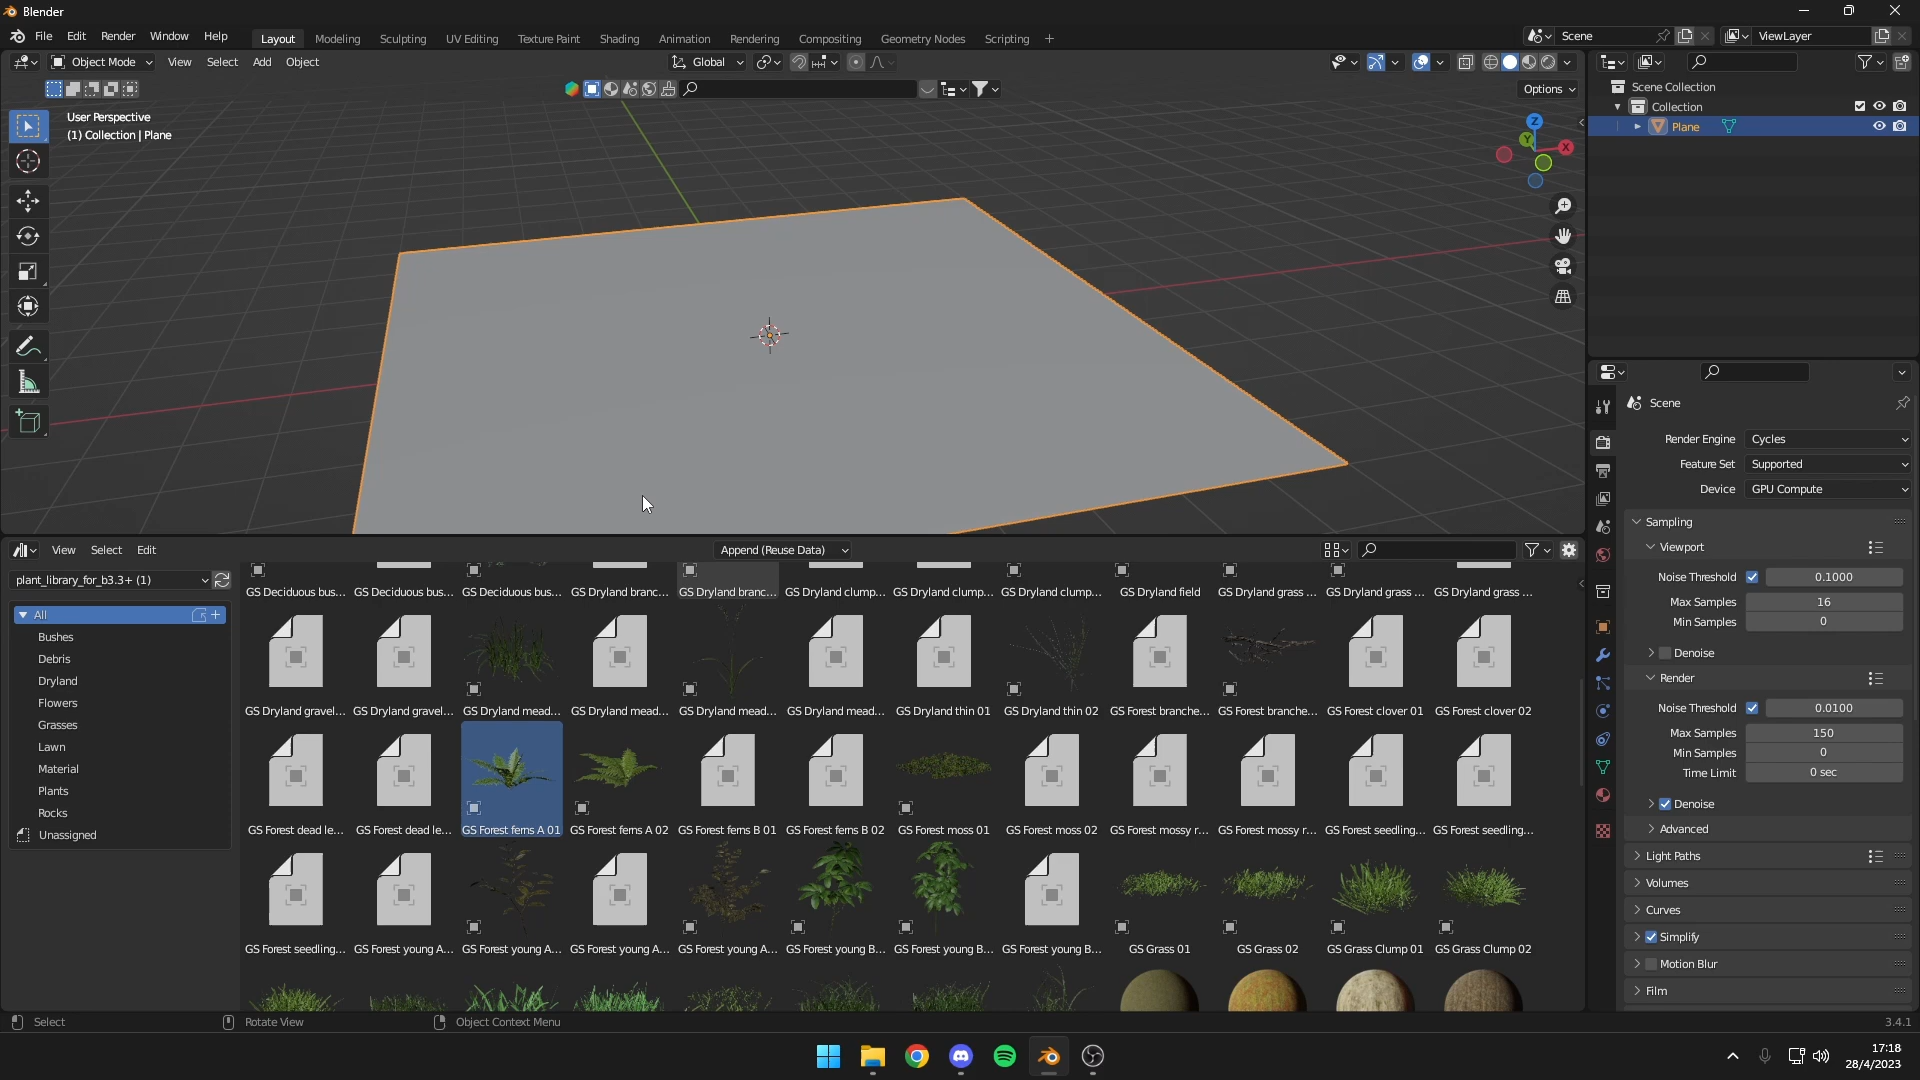 Blender
File Edit Render Window Help Layout Modeling Sculpting UV Editing Texture Paint Shading Animation Rendering Compositing Geometry Nodes Scripting
Scene ViewLayer
Object Mode View Select Add Object Global
Options
User Perspective
(1) Collection | Plane
Z
Y
X
Scene Collection
Collection
Plane
Scene
Render Engine Cycles
Feature Set Supported
Device GPU Compute
Sampling
Viewport
Noise Threshold 0.1000
Max Samples 16
Min Samples 0
Denoise
Render
Noise Threshold 0.0100
Max Samples 150
Min Samples 0
Time Limit 0 sec
Denoise
Advanced
Light Paths
Volumes
Curves
Simplify
Motion Blur
Film
View Select Edit Append (Reuse Data)
plant_library_for_b3.3+ (1)
All
Bushes
Debris
Dryland
Flowers
Grasses
Lawn
Material
Plants
Rocks
Unassigned
GS Deciduous bus... GS Deciduous bus... GS Deciduous bus... GS Dryland branc... GS Dryland branc... GS Dryland clump... GS Dryland clump... GS Dryland clump... GS Dryland field GS Dryland grass ... GS Dryland grass ... GS Dryland grass ...
GS Dryland gravel... GS Dryland gravel... GS Dryland mead... GS Dryland mead... GS Dryland mead... GS Dryland mead... GS Dryland thin 01 GS Dryland thin 02 GS Forest branche... GS Forest branche... GS Forest clover 01 GS Forest clover 02
GS Forest dead le... GS Forest dead le... GS Forest ferns A 01 GS Forest ferns A 02 GS Forest ferns B 01 GS Forest ferns B 02 GS Forest moss 01 GS Forest moss 02 GS Forest mossy r... GS Forest mossy r... GS Forest seedling... GS Forest seedling...
GS Forest seedling... GS Forest young A... GS Forest young A... GS Forest young A... GS Forest young A... GS Forest young B... GS Forest young B... GS Forest young B... GS Grass 01 GS Grass 02 GS Grass Clump 01 GS Grass Clump 02
Select Rotate View Object Context Menu 3.4.1
17:18
28/4/2023